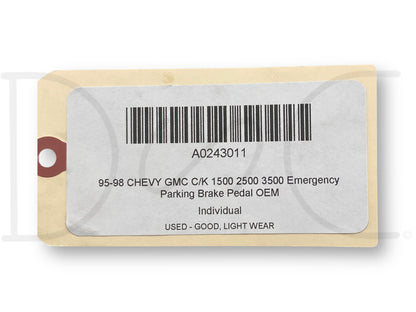 A0243011
95-98 CHEVY GMC C/K 1500 2500 3500 Emergency
Parking Brake Pedal OEM
Individual
USED - GOOD, LIGHT WEAR